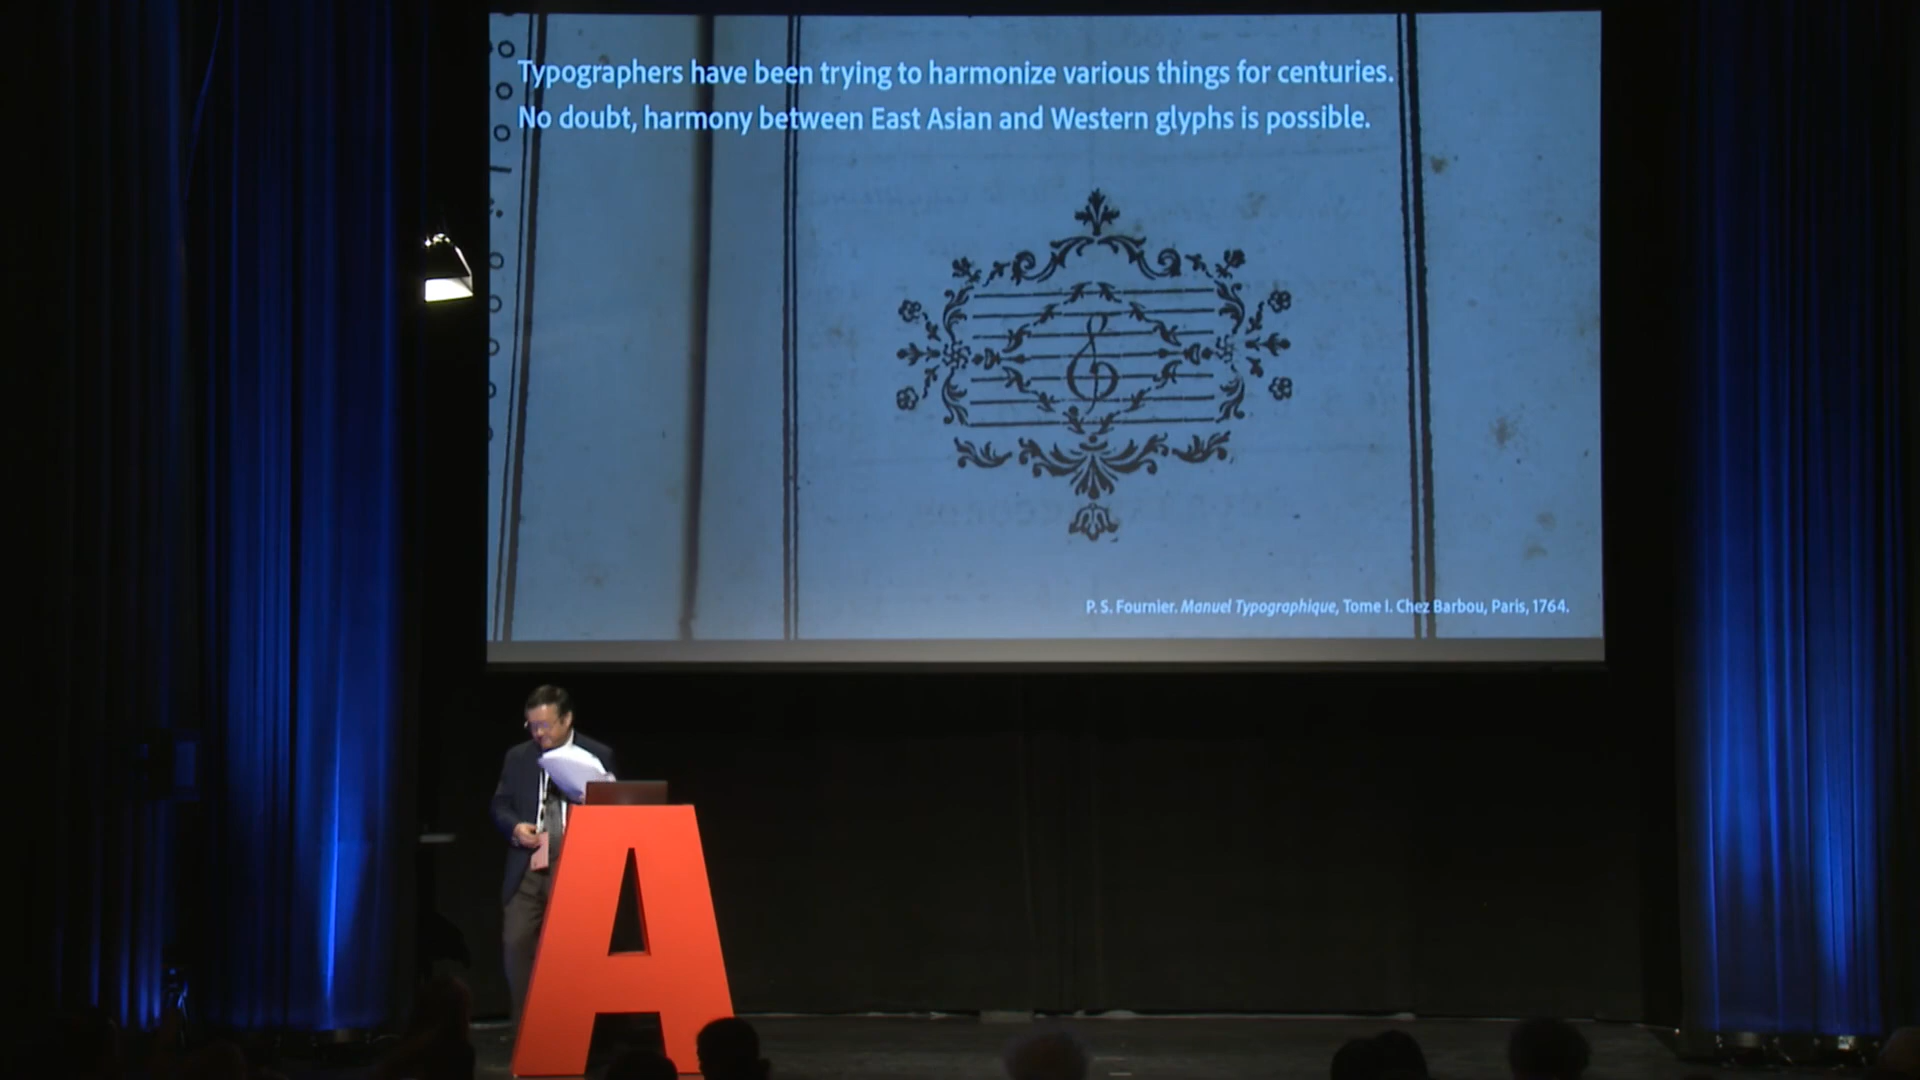 Typographers have been trying to harmonize various things for centuries.
No doubt, harmony between East Asian and Western glyphs is possible.
P. S. Fournier. Manuel Typographique, Tome I. Chez Barbou, Paris, 1764.
A